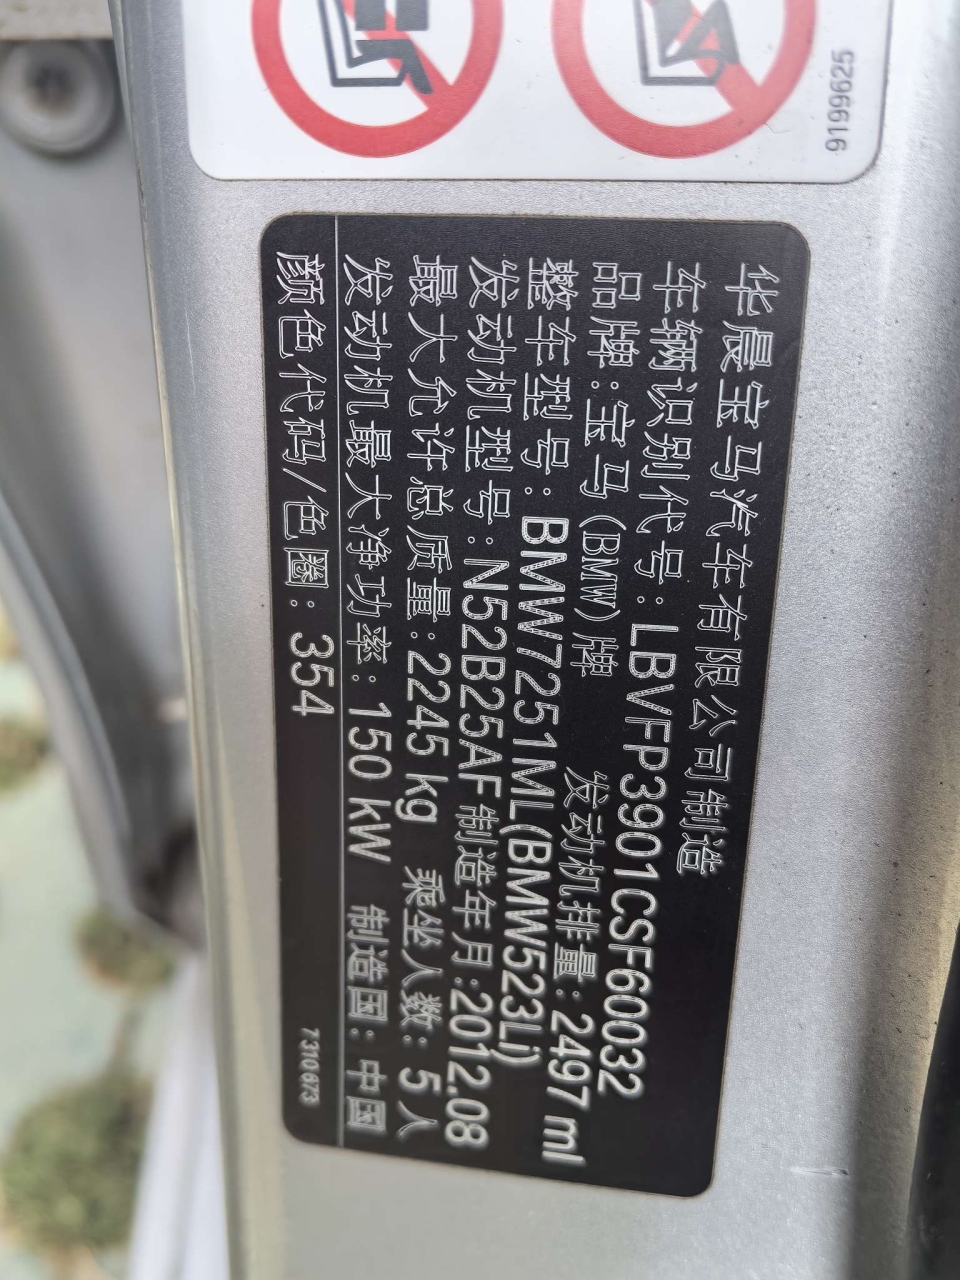 9199625
华晨宝马汽车有限公司制造
车辆识别代号:LBVFP3901CSF60032
品牌:宝马(BMW)牌 发动机排量:2497 ml
整车型号:BMW7251ML(BMW523Li)
发动机型号:N52B25AF 制造年月:2012.08
最大允许总质量:2245 kg 乘坐人数:5人
发动机最大净功率:150 kW 制造国:中国
颜色代码/色圈:354
7 310 673